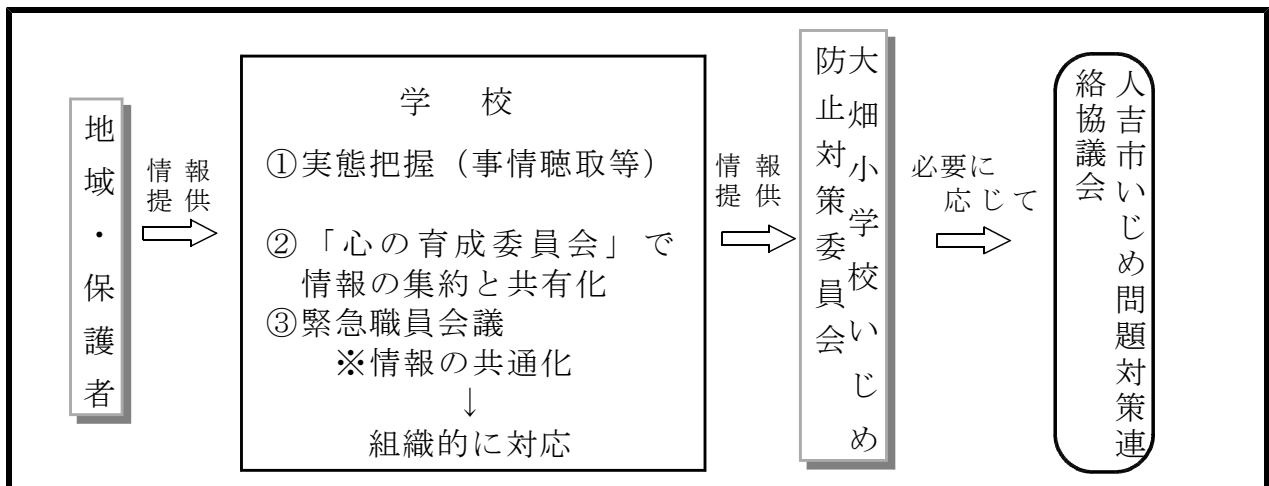 地域・保護者
情報
提供
学　校
①実態把握（事情聴取等）
②「心の育成委員会」で
情報の集約と共有化
③緊急職員会議
※情報の共通化
↓
組織的に対応
情報
提供
大畑小学校いじめ
防止対策委員会
必要に
応じて
人吉市いじめ問題対策連
絡協議会